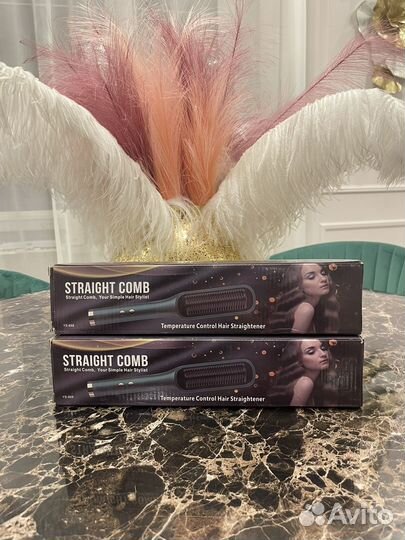 STRAIGHT COMB
Straight Comb, Your Simple Hair Stylist
Temperature Control Hair Straightener
STRAIGHT COMB
Straight Comb, Your Simple Hair Stylist
Temperature Control Hair Straightener
Avito